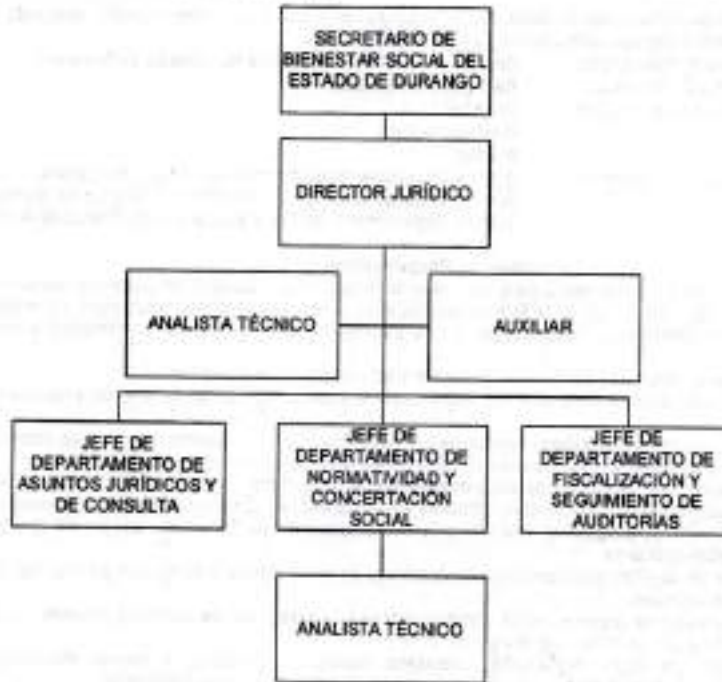 SECRETARIO DE
BIENESTAR SOCIAL DEL
ESTADO DE DURANGO
DIRECTOR JURÍDICO
ANALISTA TÉCNICO
AUXILIAR
JEFE DE
DEPARTAMENTO DE
ASUNTOS JURÍDICOS Y
DE CONSULTA
JEFE DE
DEPARTAMENTO DE
NORMATIVIDAD Y
CONCERTACIÓN
SOCIAL
JEFE DE
DEPARTAMENTO DE
FISCALIZACIÓN Y
SEGUIMIENTO DE
AUDITORÍAS
ANALISTA TÉCNICO